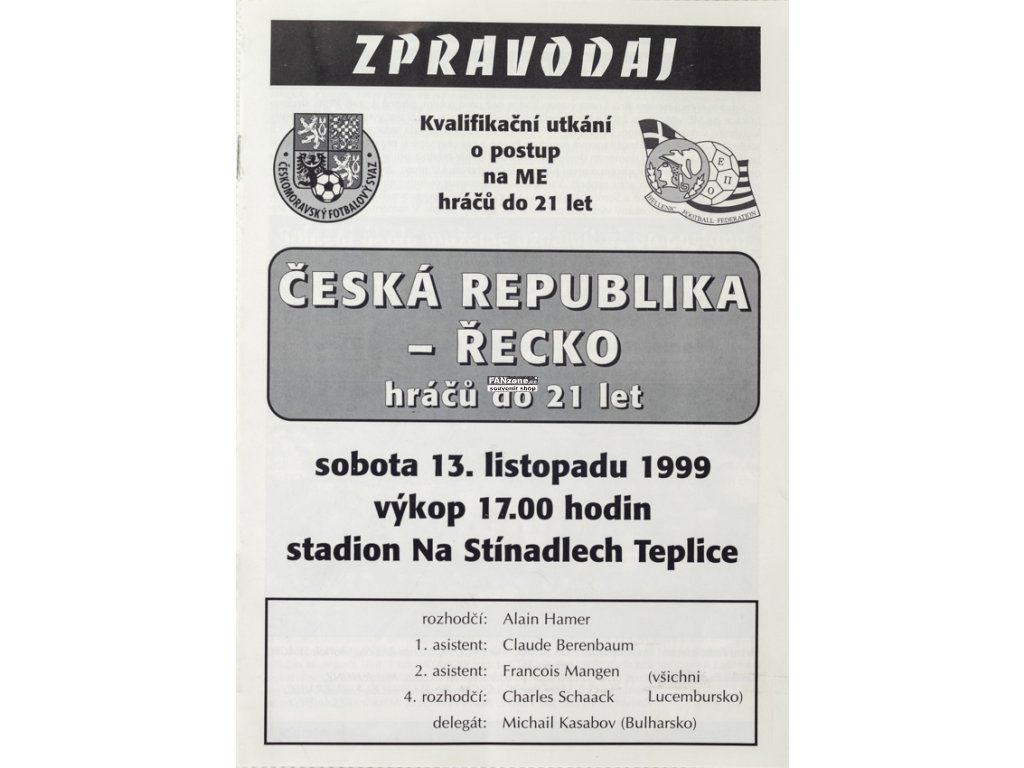 ZPRAVODAJ
Kvalifikační utkání
o postup
na ME
hráčů do 21 let
ČESKOMORAVSKÝ FOTBALOVÝ SVAZ
Ε Π Ο
HELLENIC FOOTBALL FEDERATION
ČESKÁ REPUBLIKA
– ŘECKO
FANzone.cz
souvenir shop
hráčů do 21 let
sobota 13. listopadu 1999
výkop 17.00 hodin
stadion Na Stínadlech Teplice
rozhodčí: Alain Hamer
1. asistent: Claude Berenbaum
2. asistent: Francois Mangen
4. rozhodčí: Charles Schaack
(všichni
Lucembursko)
delegát: Michail Kasabov (Bulharsko)